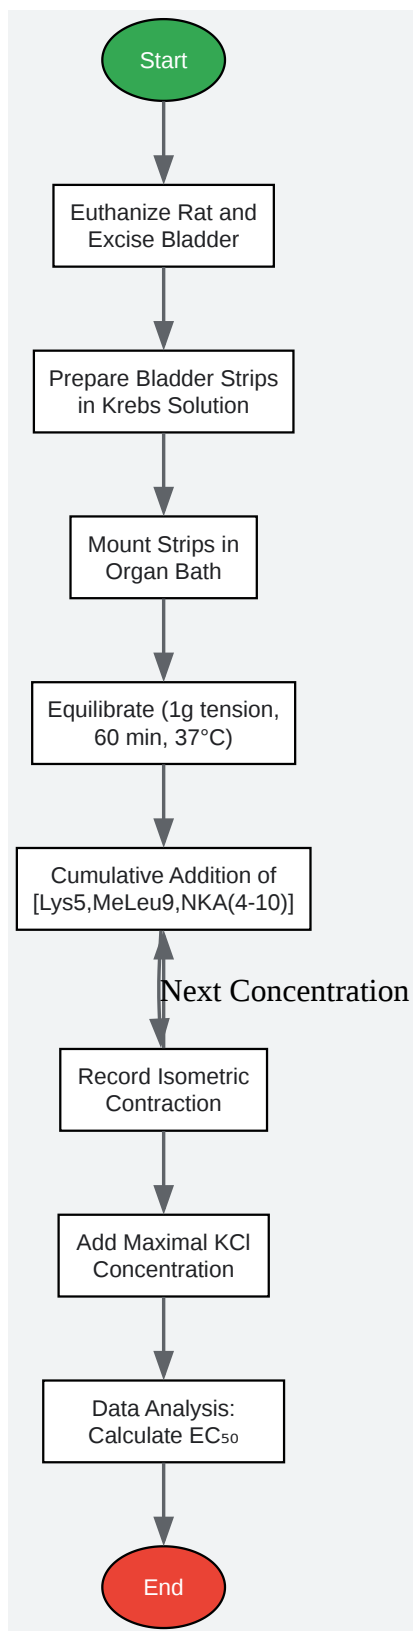 Start
Euthanize Rat and
Excise Bladder
Prepare Bladder Strips
in Krebs Solution
Mount Strips in
Organ Bath
Equilibrate (1g tension,
60 min, 37°C)
Cumulative Addition of
[Lys5,MeLeu9,NKA(4-10)]
Next Concentration
Record Isometric
Contraction
Add Maximal KCl
Concentration
Data Analysis:
Calculate EC₅₀
End